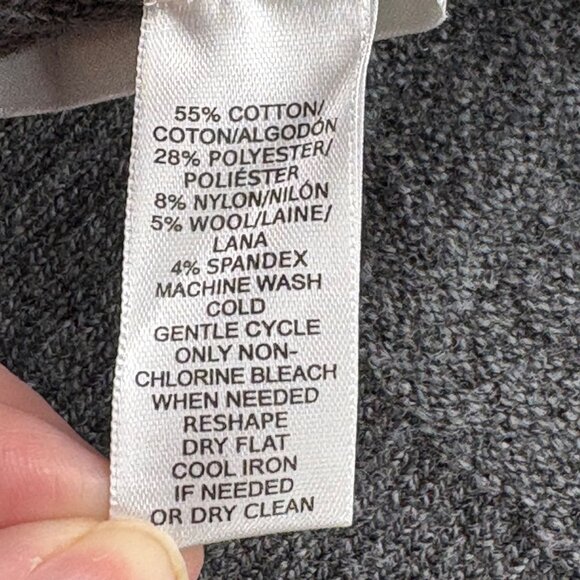 55% COTTON/
COTON/ALGODÓN
28% POLYESTER/
POLIÉSTER
8% NYLON/NILÓN
5% WOOL/LAINE/
LANA
4% SPANDEX
MACHINE WASH
COLD
GENTLE CYCLE
ONLY NON-
CHLORINE BLEACH
WHEN NEEDED
RESHAPE
DRY FLAT
COOL IRON
IF NEEDED
OR DRY CLEAN